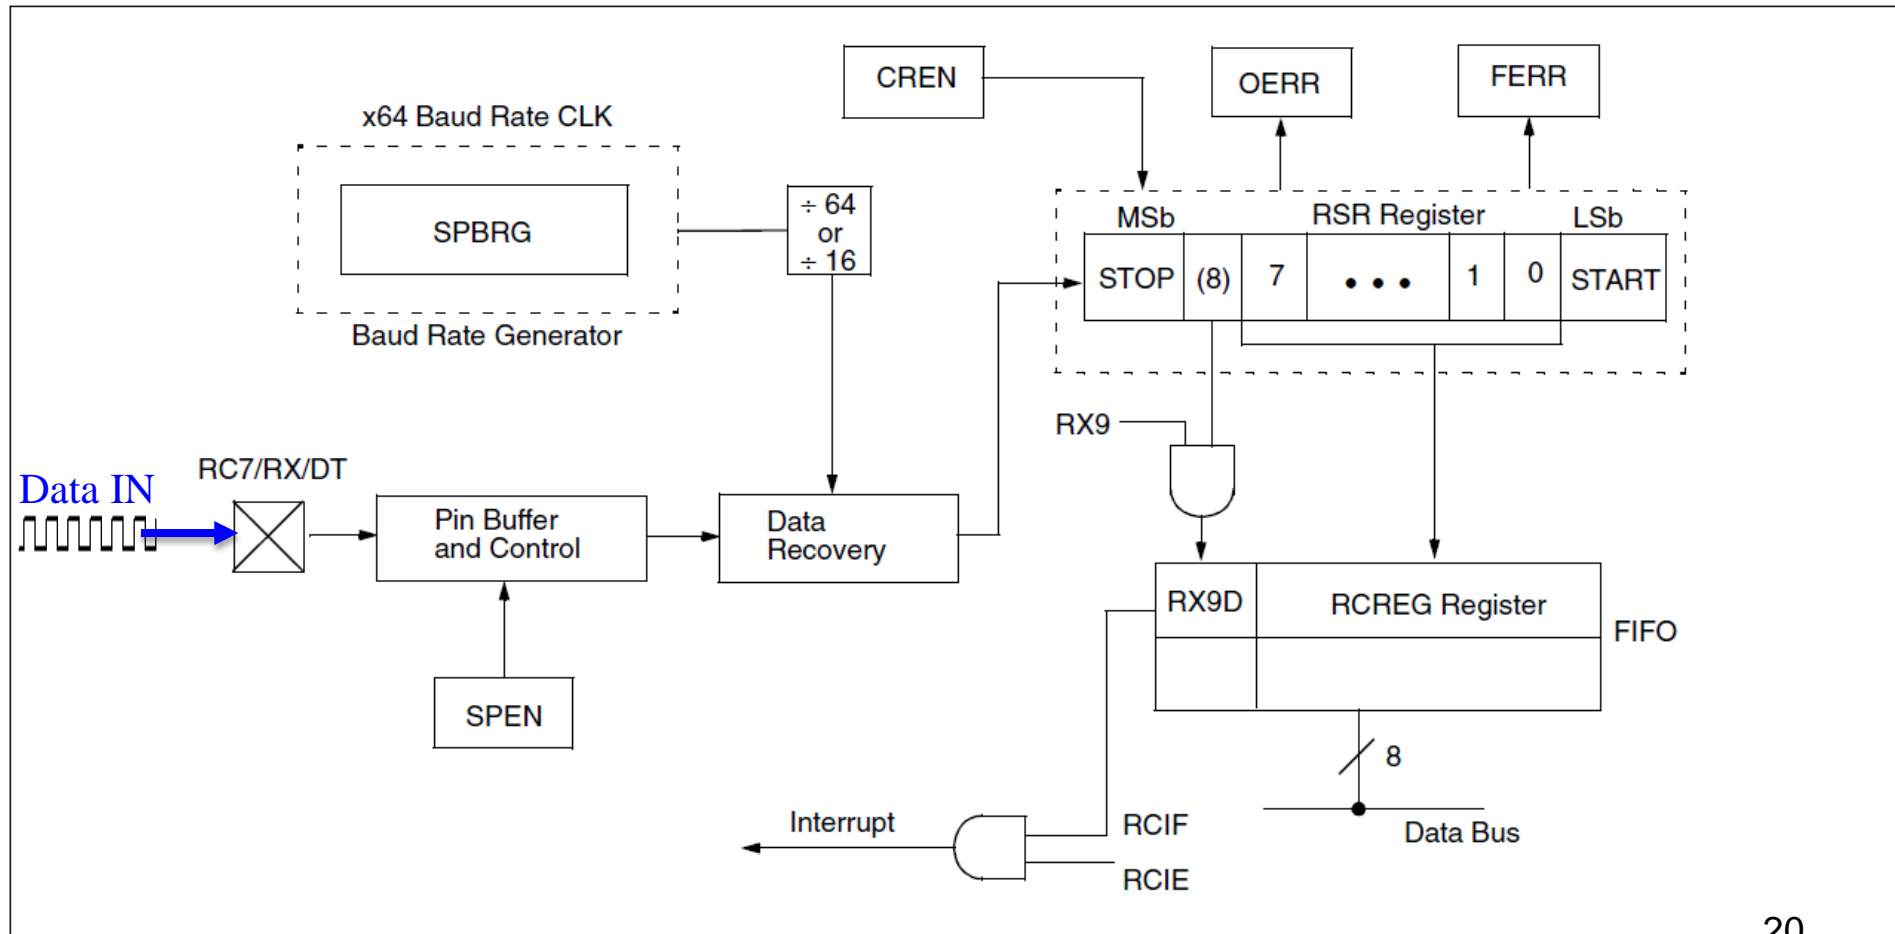 CREN
OERR
FERR
x64 Baud Rate CLK
SPBRG
÷ 64
or
÷ 16
Baud Rate Generator
MSb
RSR Register
LSb
STOP
(8)
7
• • •
1
0
START
RX9
Data IN
RC7/RX/DT
Pin Buffer
and Control
Data
Recovery
SPEN
RX9D
RCREG Register
FIFO
8
Data Bus
Interrupt
RCIF
RCIE
20